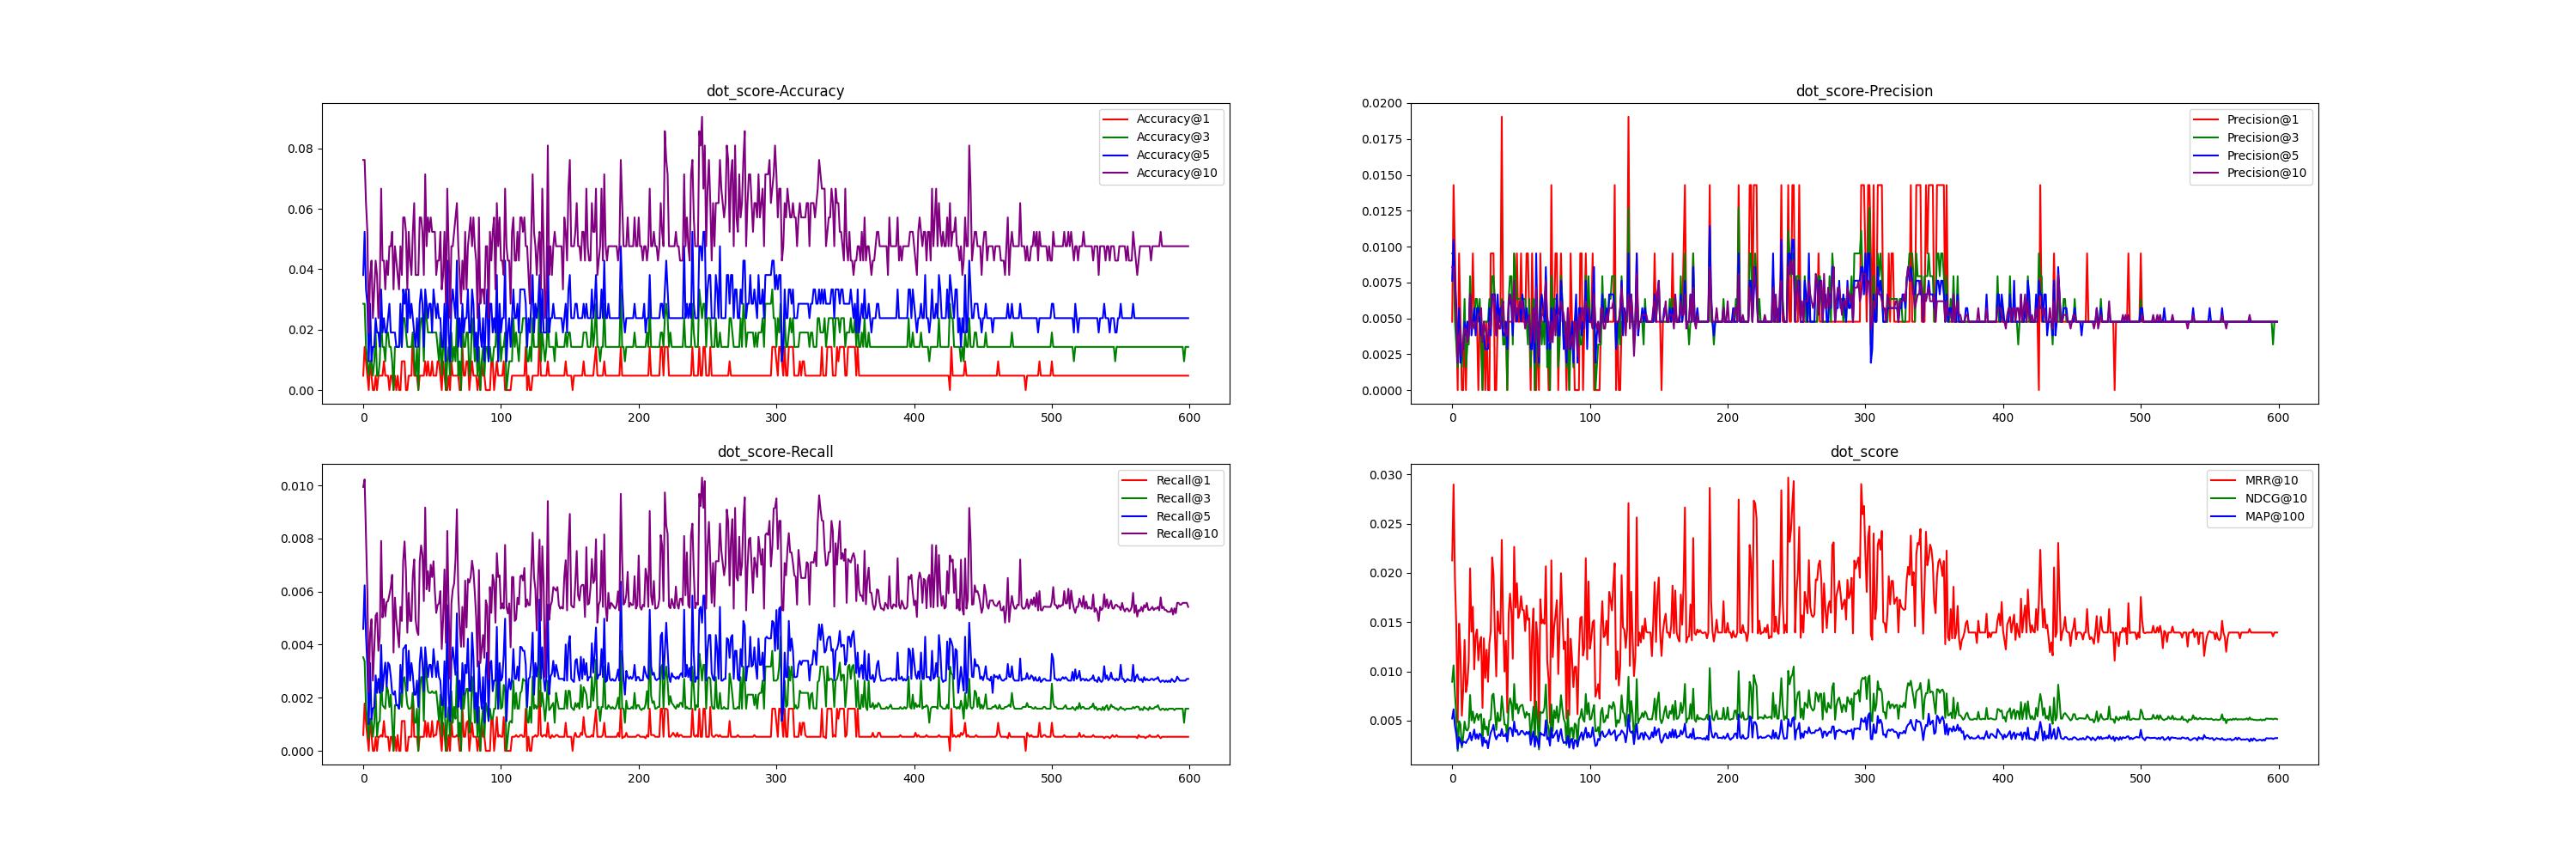 dot_score-Accuracy
0.08
0.06
0.04
0.02
0.00
0 100 200 300 400 500 600
Accuracy@1
Accuracy@3
Accuracy@5
Accuracy@10
dot_score-Precision
0.0200
0.0175
0.0150
0.0125
0.0100
0.0075
0.0050
0.0025
0.0000
0 100 200 300 400 500 600
Precision@1
Precision@3
Precision@5
Precision@10
dot_score-Recall
0.010
0.008
0.006
0.004
0.002
0.000
0 100 200 300 400 500 600
Recall@1
Recall@3
Recall@5
Recall@10
dot_score
0.030
0.025
0.020
0.015
0.010
0.005
0 100 200 300 400 500 600
MRR@10
NDCG@10
MAP@100